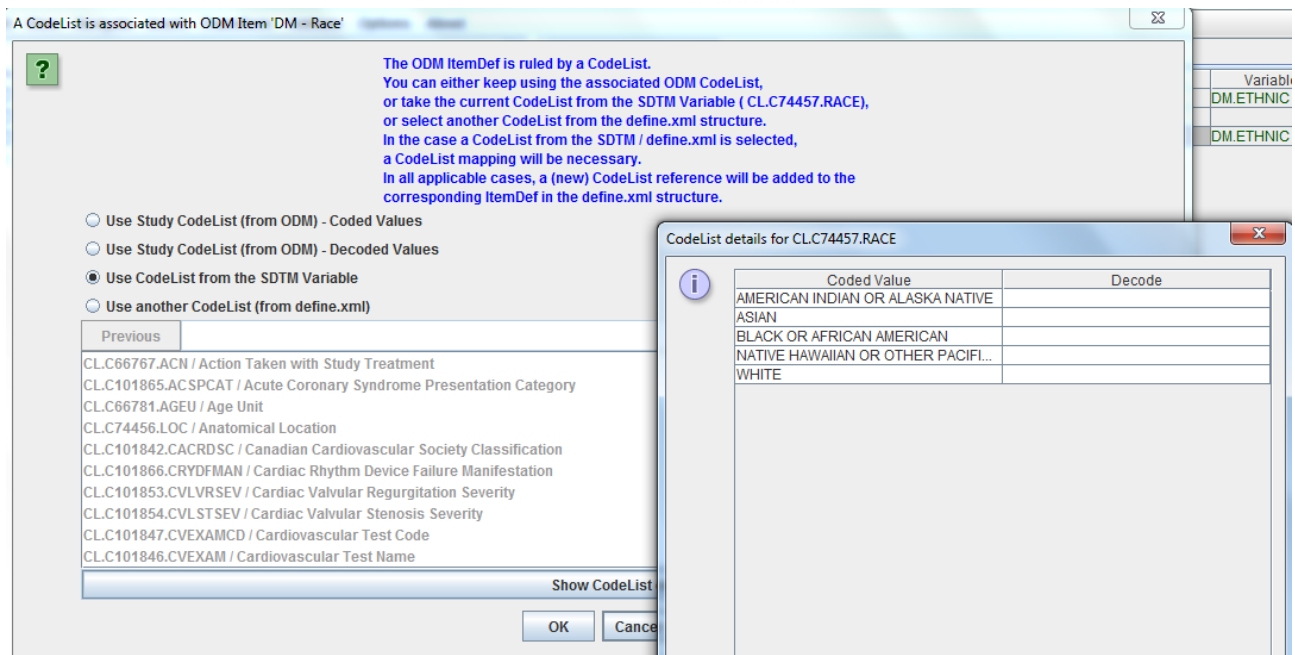 A CodeList is associated with ODM Item 'DM - Race'
Options About
?
The ODM ItemDef is ruled by a CodeList.
You can either keep using the associated ODM CodeList,
or take the current CodeList from the SDTM Variable ( CL.C74457.RACE),
or select another CodeList from the define.xml structure.
In the case a CodeList from the SDTM / define.xml is selected,
a CodeList mapping will be necessary.
In all applicable cases, a (new) CodeList reference will be added to the
corresponding ItemDef in the define.xml structure.
Use Study CodeList (from ODM) - Coded Values
Use Study CodeList (from ODM) - Decoded Values
Use CodeList from the SDTM Variable
Use another CodeList (from define.xml)
Previous
CL.C66767.ACN / Action Taken with Study Treatment
CL.C101865.ACSPCAT / Acute Coronary Syndrome Presentation Category
CL.C66781.AGEU / Age Unit
CL.C74456.LOC / Anatomical Location
CL.C101842.CACRDSC / Canadian Cardiovascular Society Classification
CL.C101866.CRYDFMAN / Cardiac Rhythm Device Failure Manifestation
CL.C101853.CVLVRSEV / Cardiac Valvular Regurgitation Severity
CL.C101854.CVLSTSEV / Cardiac Valvular Stenosis Severity
CL.C101847.CVEXAMCD / Cardiovascular Test Code
CL.C101846.CVEXAM / Cardiovascular Test Name
Show CodeList
OK Cance
Variable
DM.ETHNIC
DM.ETHNIC
CodeList details for CL.C74457.RACE
i
Coded Value Decode
AMERICAN INDIAN OR ALASKA NATIVE
ASIAN
BLACK OR AFRICAN AMERICAN
NATIVE HAWAIIAN OR OTHER PACIFI...
WHITE